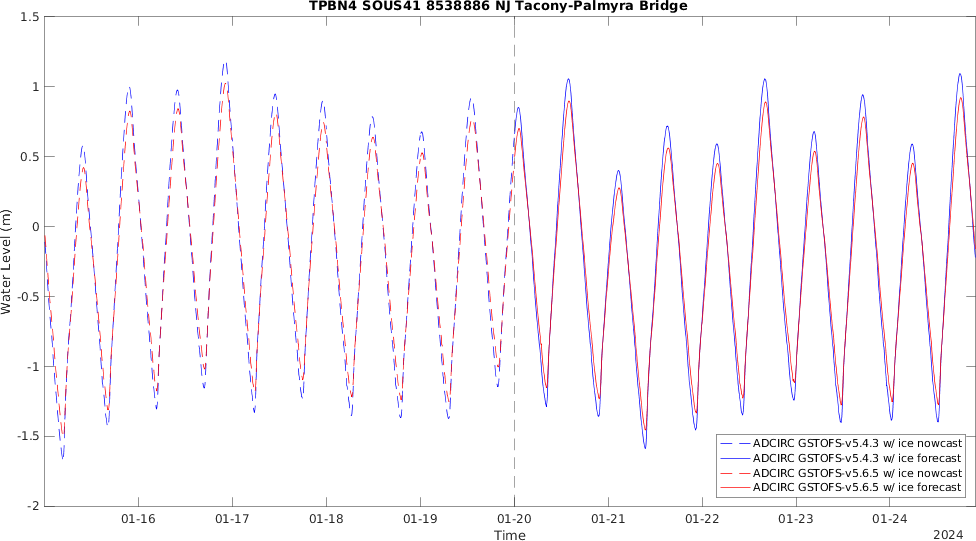 TPBN4 SOUS41 8538886 NJ Tacony-Palmyra Bridge
1.5
1
0.5
0
-0.5
-1
-1.5
-2
Water Level (m)
01-16 01-17 01-18 01-19 01-20 01-21 01-22 01-23 01-24
Time
2024
ADCIRC GSTOFS-v5.4.3 w/ ice nowcast
ADCIRC GSTOFS-v5.4.3 w/ ice forecast
ADCIRC GSTOFS-v5.6.5 w/ ice nowcast
ADCIRC GSTOFS-v5.6.5 w/ ice forecast